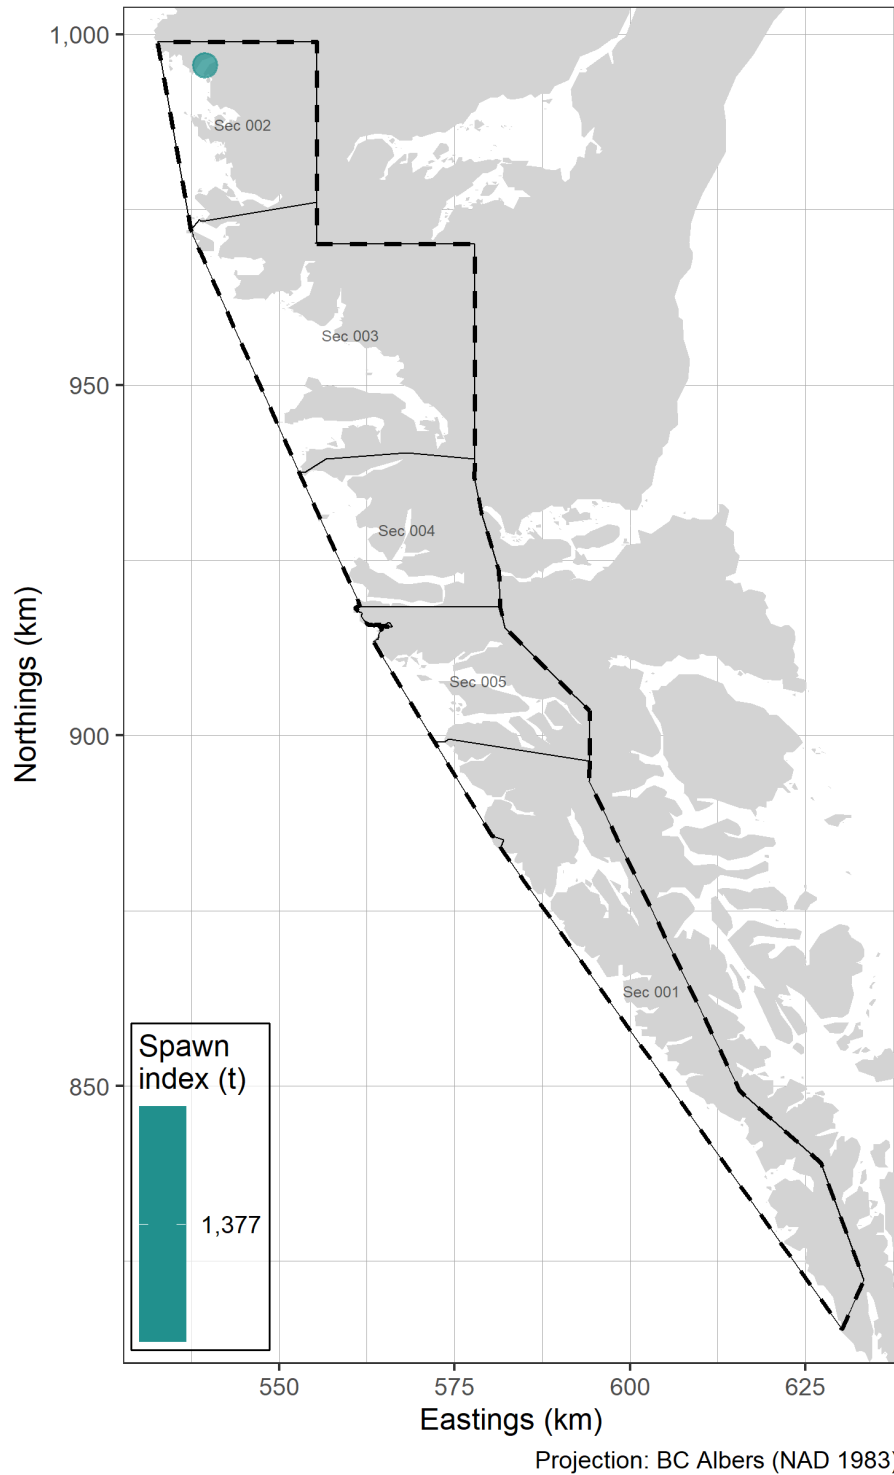 1,000
950
900
850
Northings (km)
Sec 002
Sec 003
Sec 004
Sec 005
Sec 001
Spawn
index (t)
1,377
550
575
600
625
Eastings (km)
Projection: BC Albers (NAD 1983)